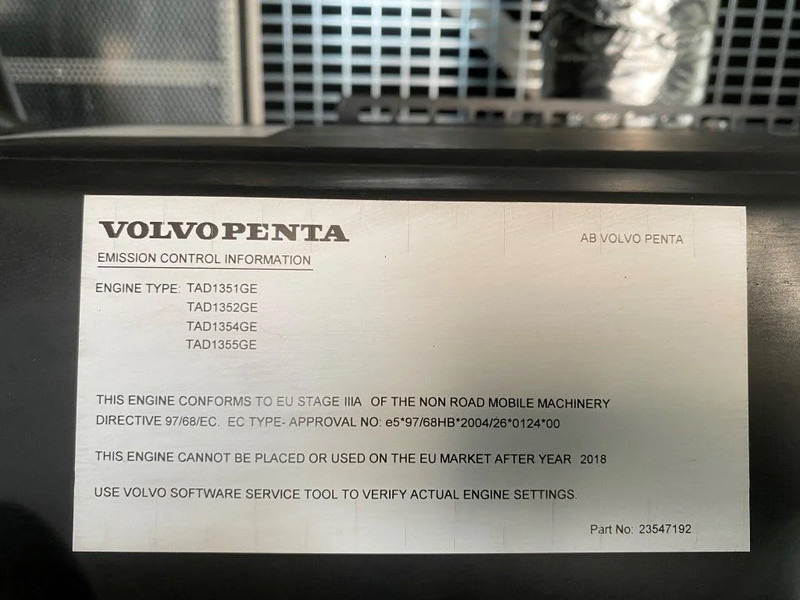 VOLVO PENTA
AB VOLVO PENTA
EMISSION CONTROL INFORMATION
ENGINE TYPE: TAD1351GE
TAD1352GE
TAD1354GE
TAD1355GE
THIS ENGINE CONFORMS TO EU STAGE IIIA OF THE NON ROAD MOBILE MACHINERY
DIRECTIVE 97/68/EC. EC TYPE- APPROVAL NO: e5*97/68HB*2004/26*0124*00
THIS ENGINE CANNOT BE PLACED OR USED ON THE EU MARKET AFTER YEAR 2018
USE VOLVO SOFTWARE SERVICE TOOL TO VERIFY ACTUAL ENGINE SETTINGS.
Part No: 23547192